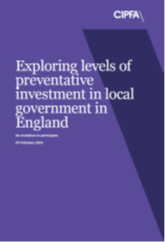 CIPFA
Exploring levels of
preventative
investment in local
government in
England
An invitation to participate